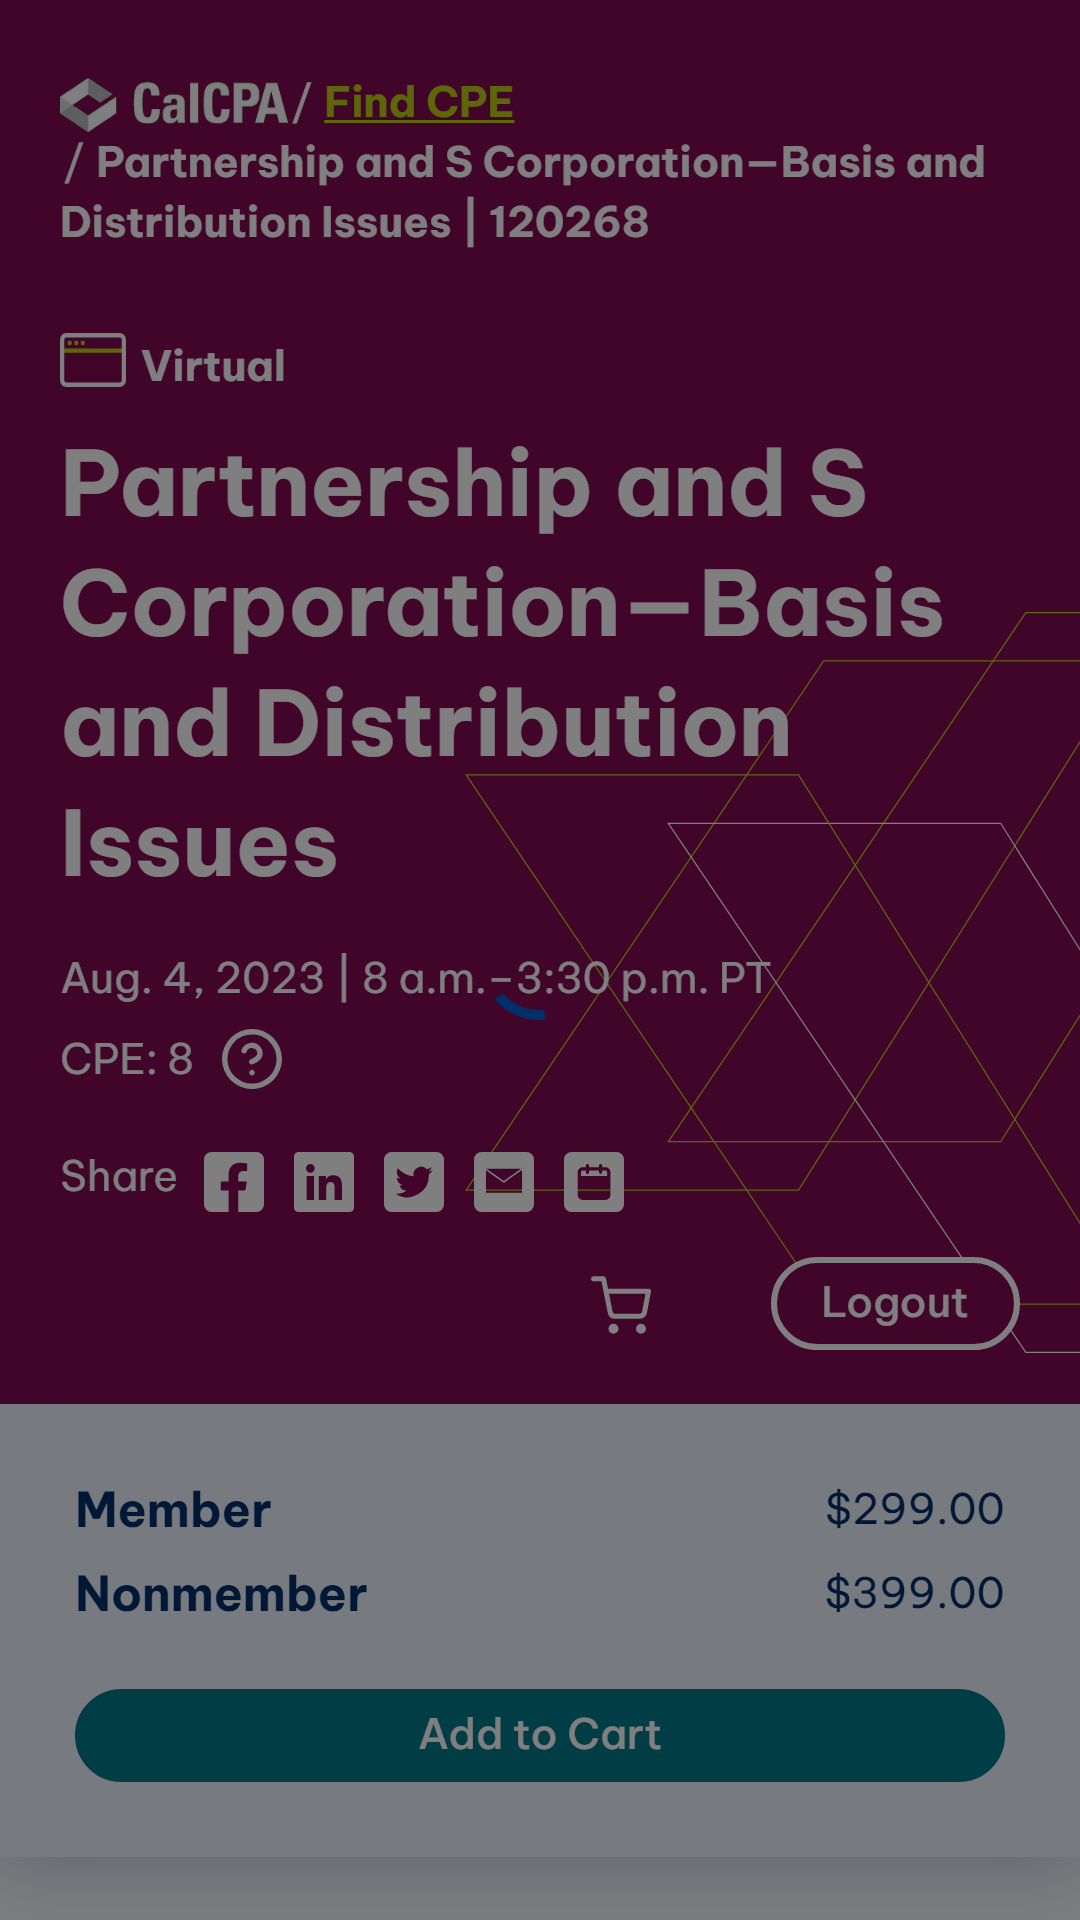 CalCPA / Find CPE
/ Partnership and S Corporation—Basis and
Distribution Issues | 120268
Virtual
Partnership and S
Corporation—Basis
and Distribution
Issues
Aug. 4, 2023 | 8 a.m.–3:30 p.m. PT
CPE: 8 ?
Share
Logout
Member $299.00
Nonmember $399.00
Add to Cart